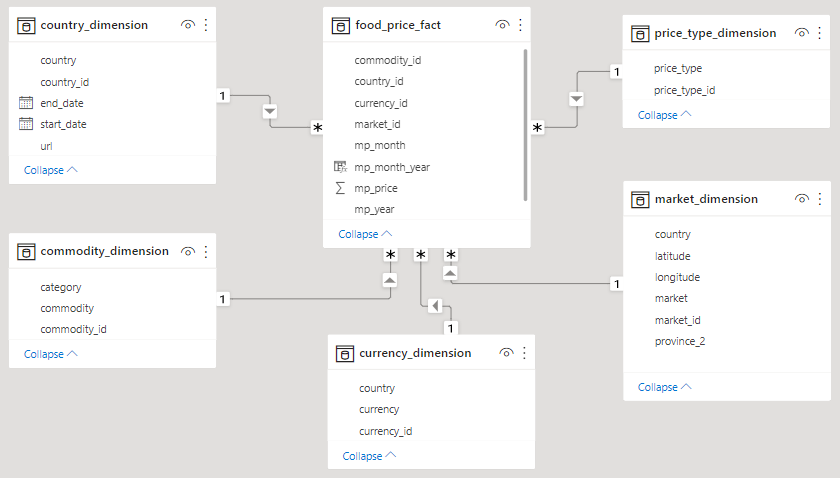 country_dimension
country
country_id
end_date
start_date
url
Collapse
food_price_fact
commodity_id
country_id
currency_id
market_id
mp_month
mp_month_year
mp_price
mp_year
Collapse
price_type_dimension
price_type
price_type_id
Collapse
commodity_dimension
category
commodity
commodity_id
Collapse
currency_dimension
country
currency
currency_id
Collapse
market_dimension
country
latitude
longitude
market
market_id
province_2
Collapse
1
*
1
*
1
*
*
1
*
1